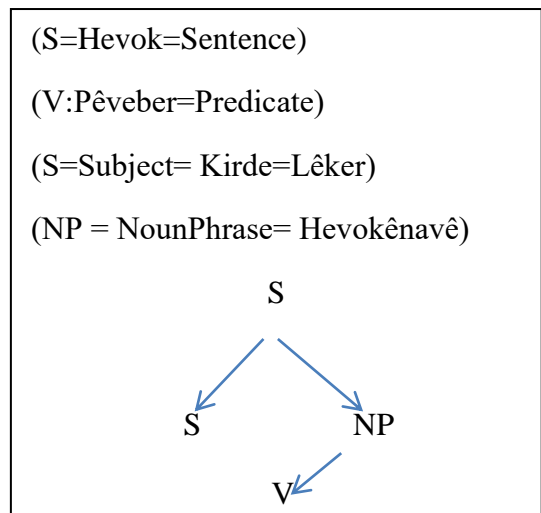 (S=Hevok=Sentence)
(V:Pêveber=Predicate)
(S=Subject= Kirde=Lêker)
(NP = NounPhrase= Hevokênavê)
S
S NP
V